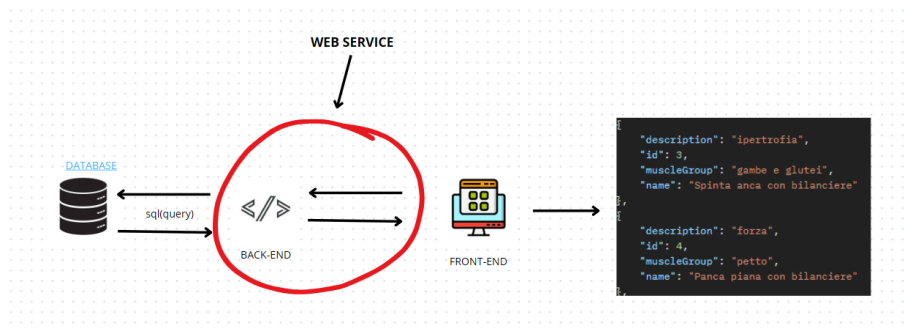 WEB SERVICE
DATABASE
sql(query)
</>
BACK-END
FRONT-END
"description": "ipertrofia",
"id": 3,
"muscleGroup": "gambe e glutei",
"name": "Spinta anca con bilanciere"
},
"description": "forza",
"id": 4,
"muscleGroup": "petto",
"name": "Panca piana con bilanciere"